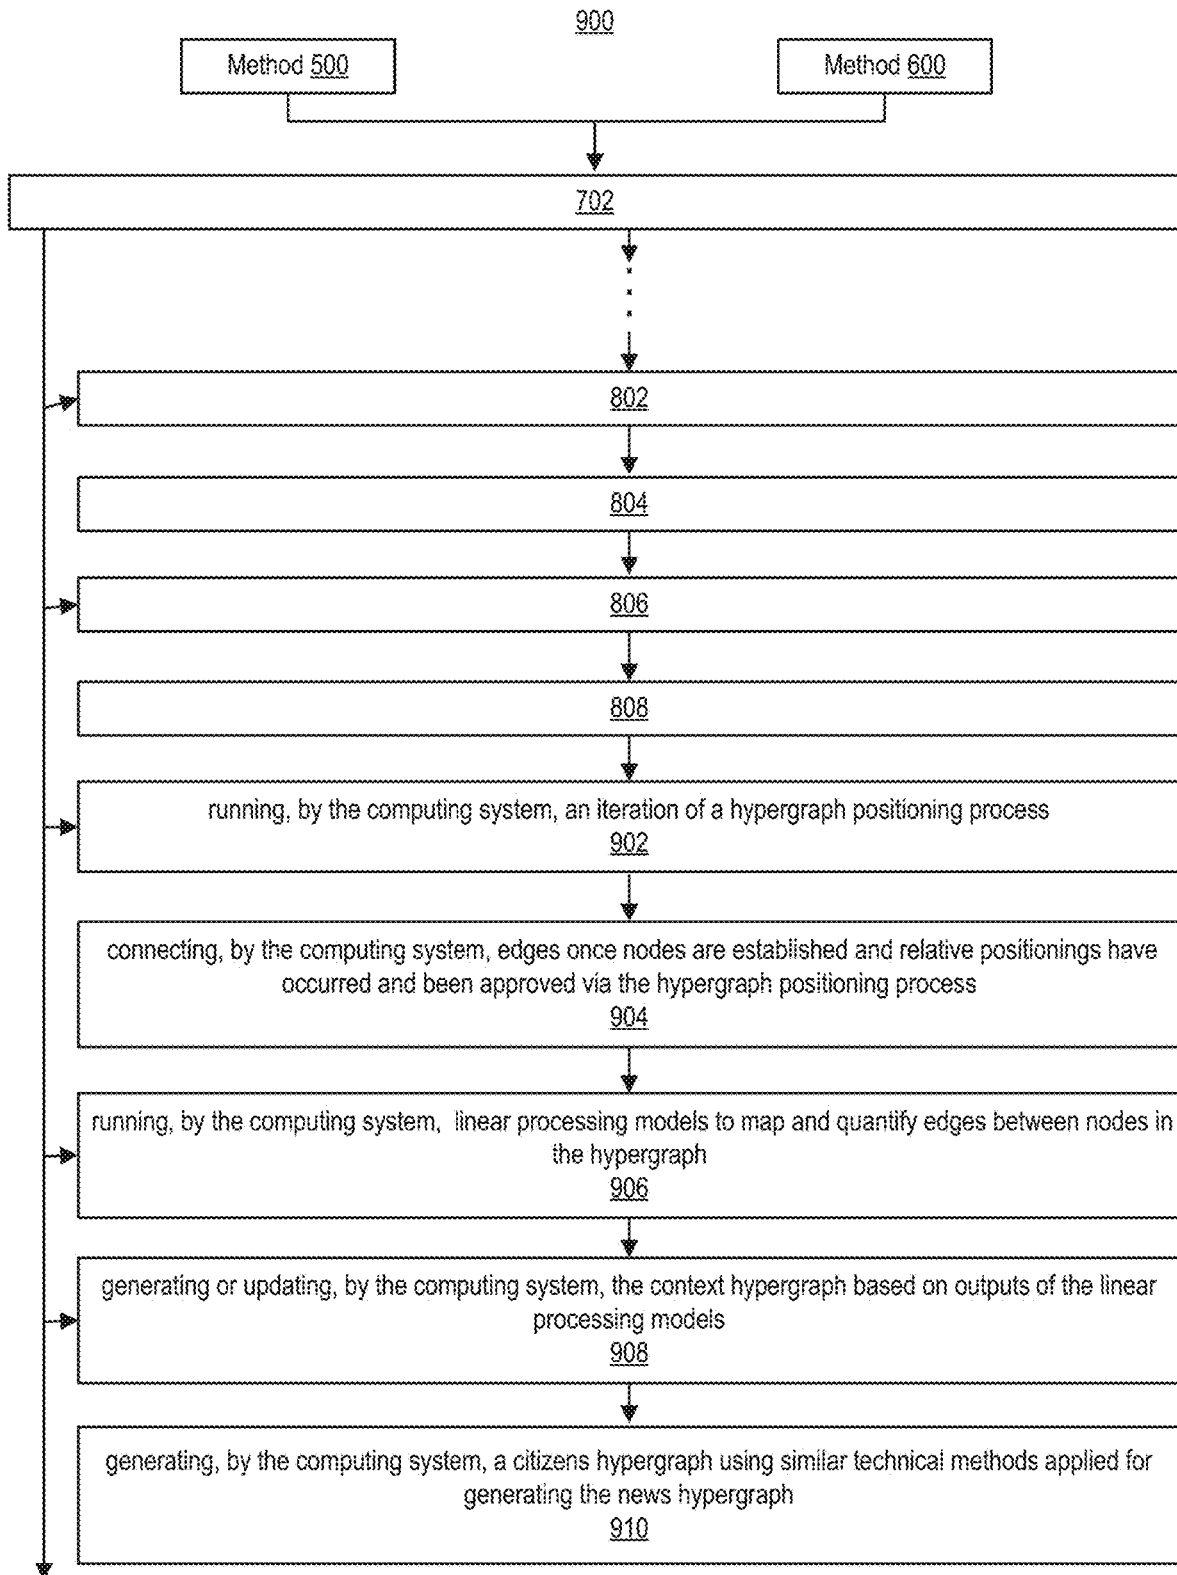 900
Method 500
Method 600
702
802
804
806
808
running, by the computing system, an iteration of a hypergraph positioning process
902
connecting, by the computing system, edges once nodes are established and relative positionings have
occurred and been approved via the hypergraph positioning process
904
running, by the computing system, linear processing models to map and quantify edges between nodes in
the hypergraph
906
generating or updating, by the computing system, the context hypergraph based on outputs of the linear
processing models
908
generating, by the computing system, a citizens hypergraph using similar technical methods applied for
generating the news hypergraph
910